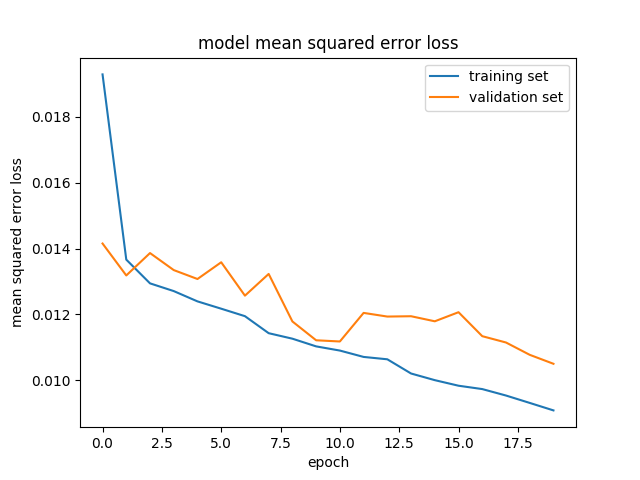 model mean squared error loss
training set
validation set
0.018
0.016
0.014
0.012
0.010
mean squared error loss
0.0 2.5 5.0 7.5 10.0 12.5 15.0 17.5
epoch